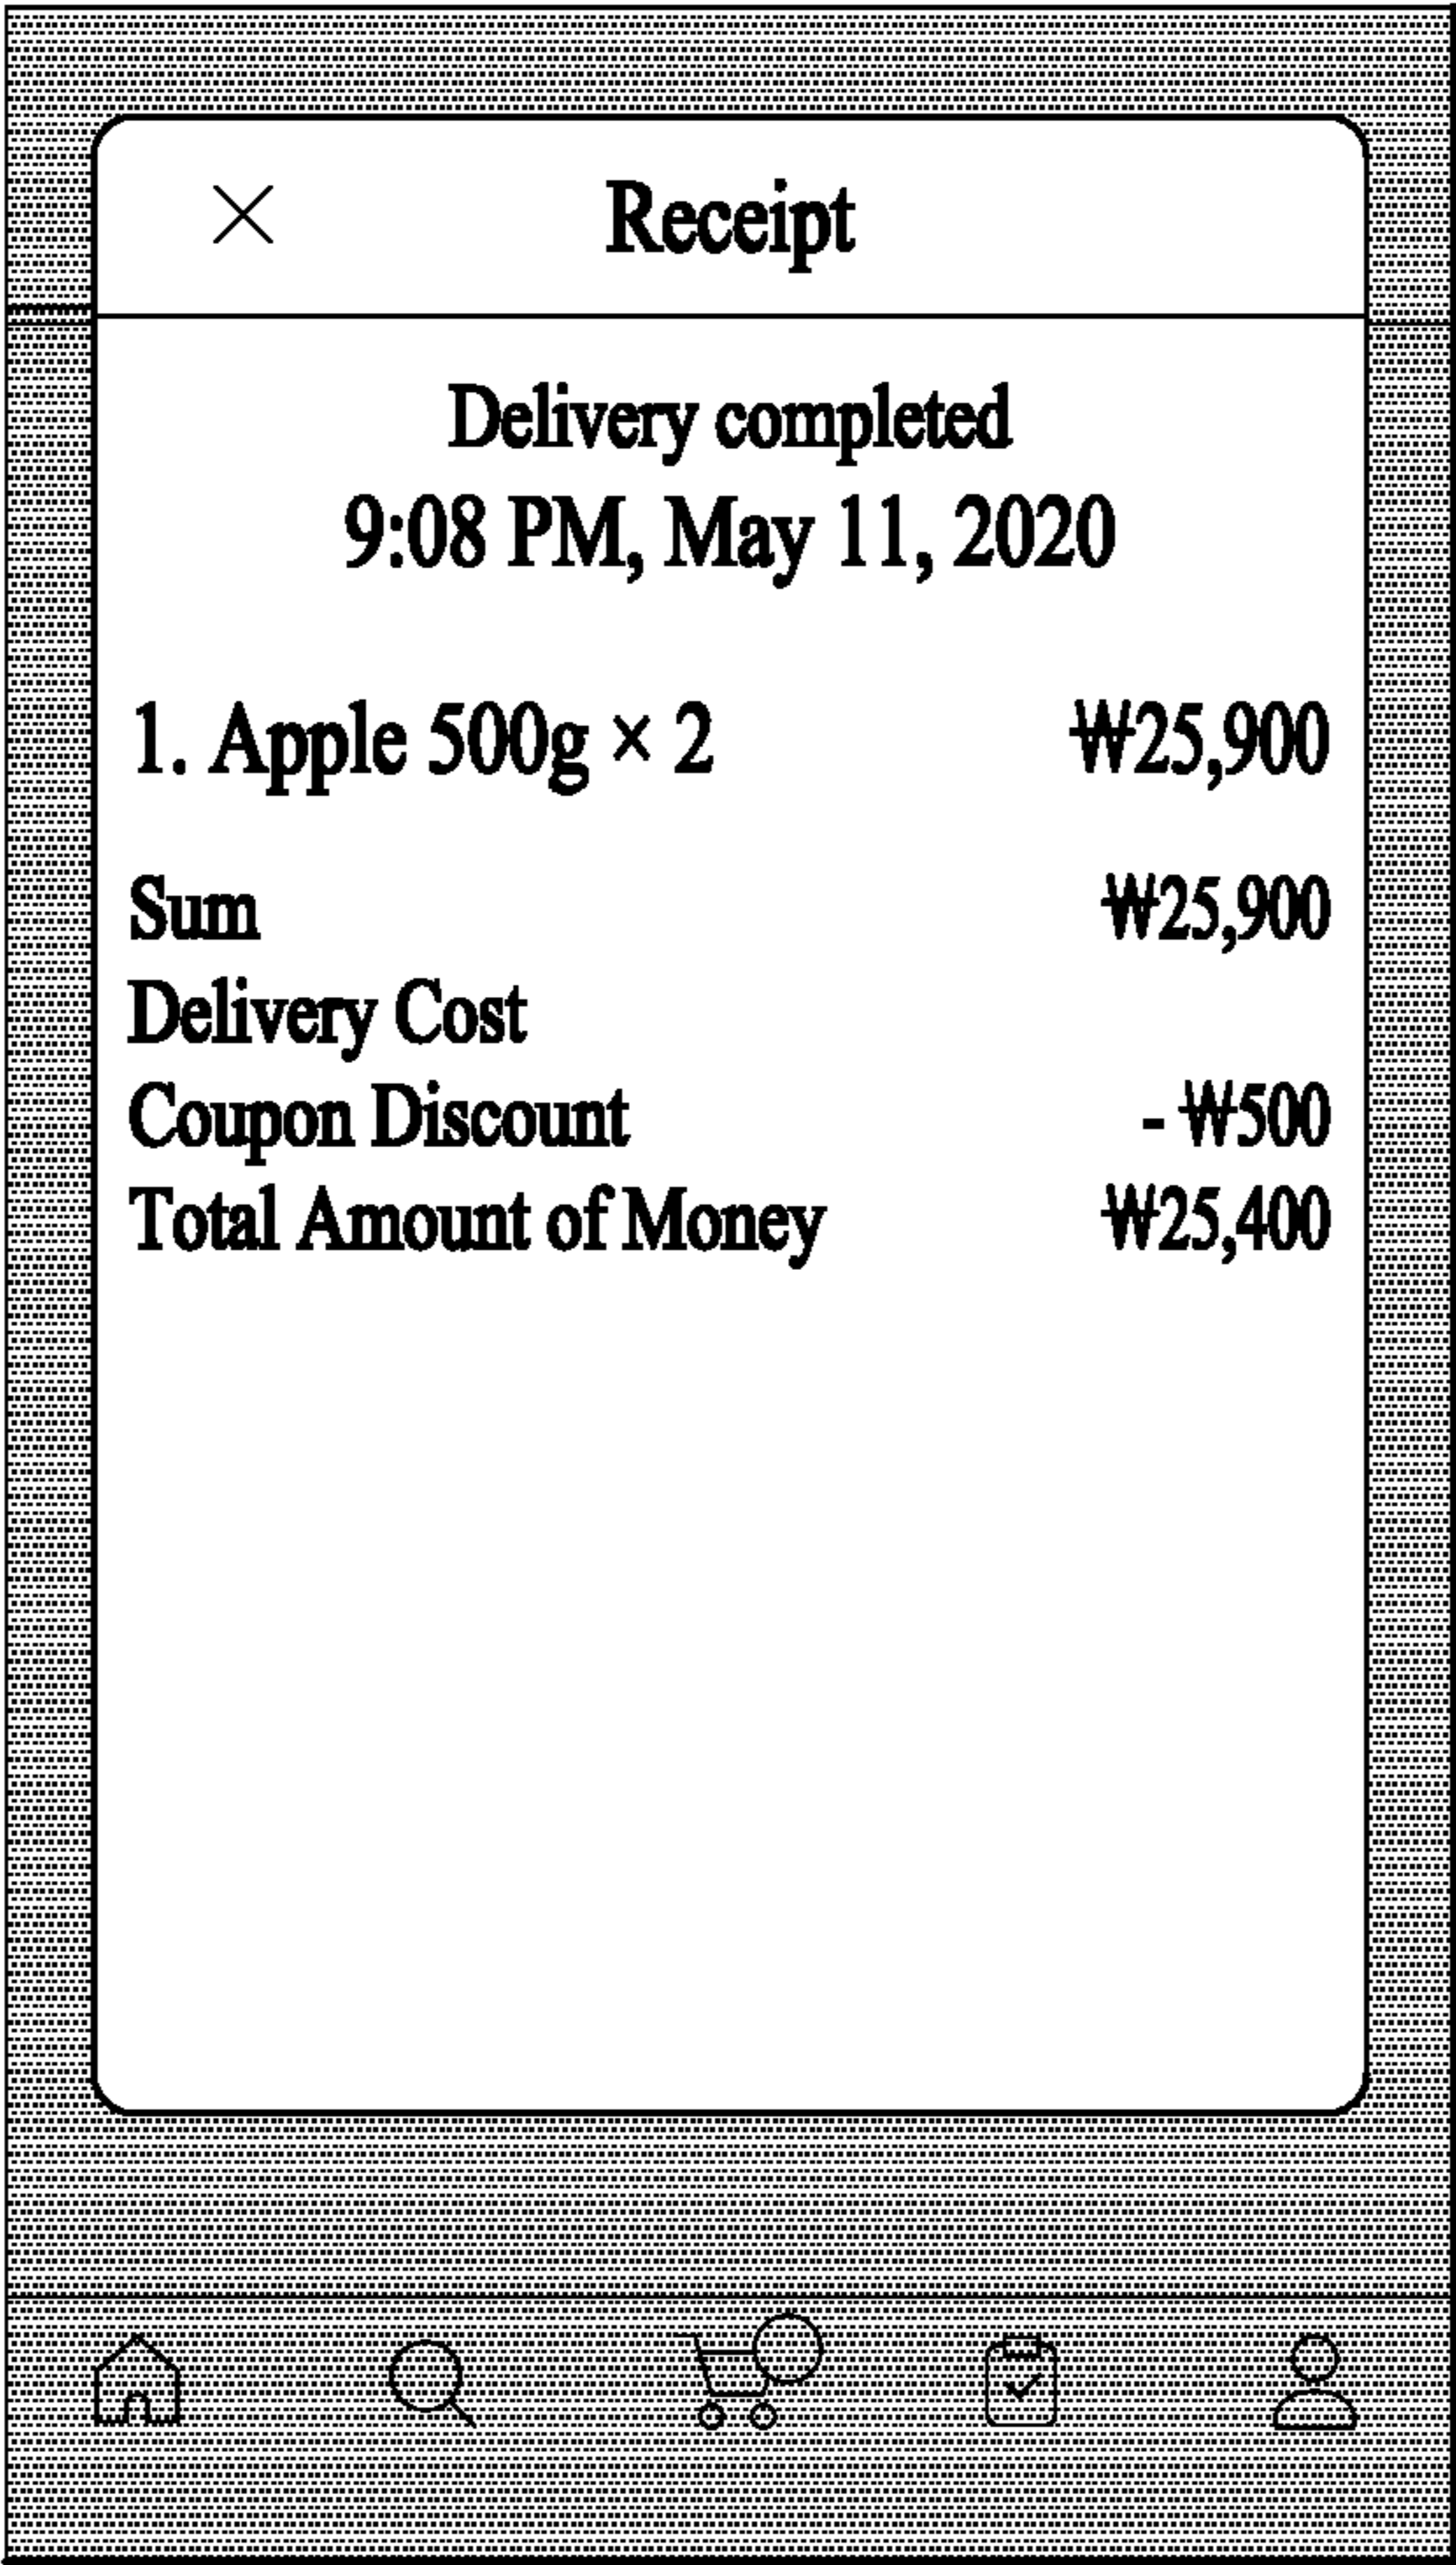 Receipt
Delivery completed
9:08 PM, May 11, 2020
1. Apple 500g × 2 ₩25,900
Sum ₩25,900
Delivery Cost
Coupon Discount - ₩500
Total Amount of Money ₩25,400